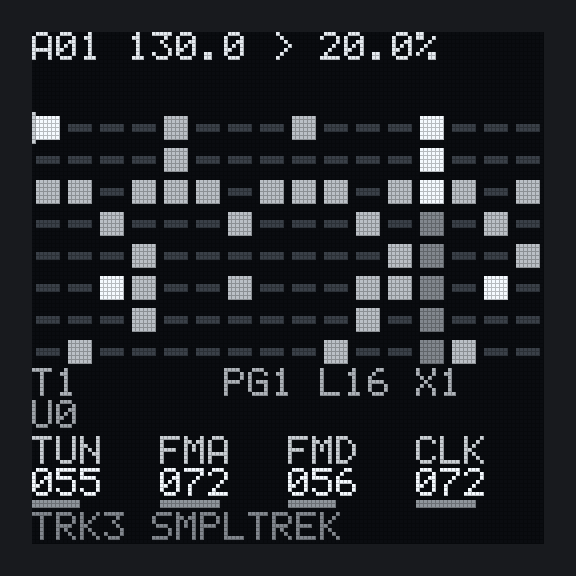 A01 130.0 > 20.0%
T1 PG1 L16 X1
U0
TUN FMA FMD CLK
055 072 056 072
TRK3 SMPLTREK